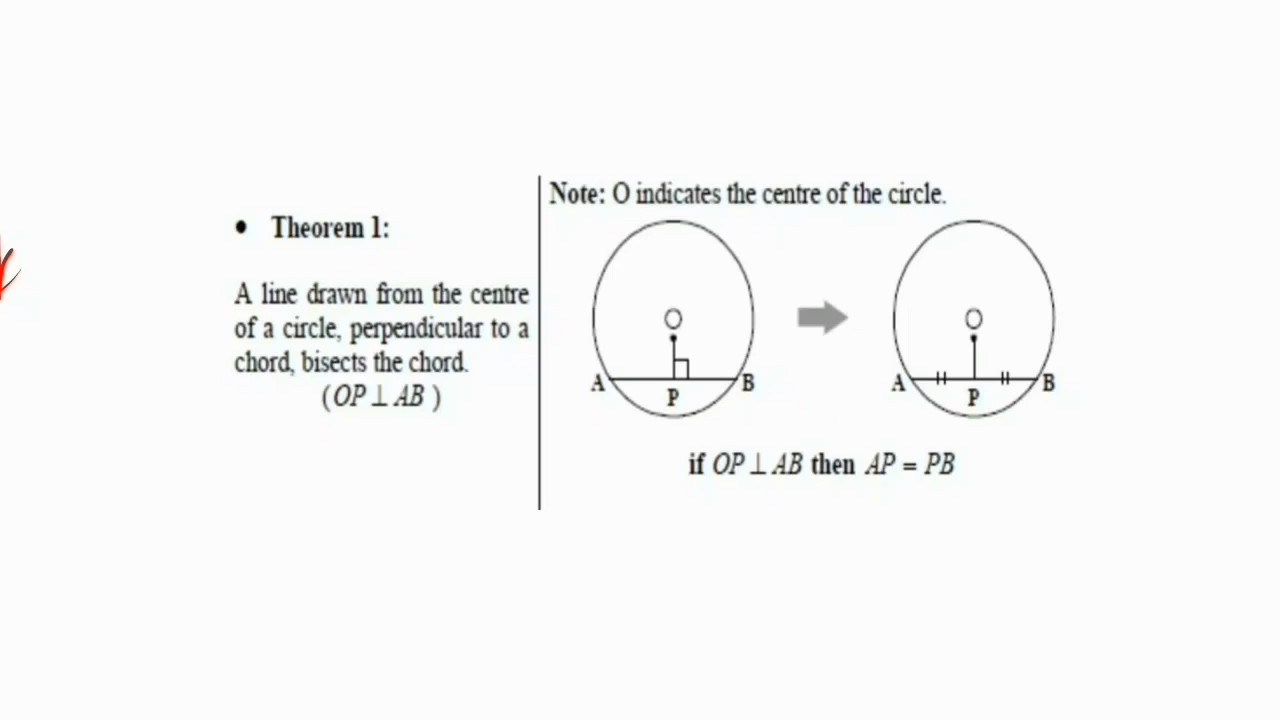 • Theorem 1:
A line drawn from the centre
of a circle, perpendicular to a
chord, bisects the chord.
(OP ⊥ AB )
Note: O indicates the centre of the circle.
O
A
B
P
O
A
B
P
if OP ⊥ AB then AP = PB